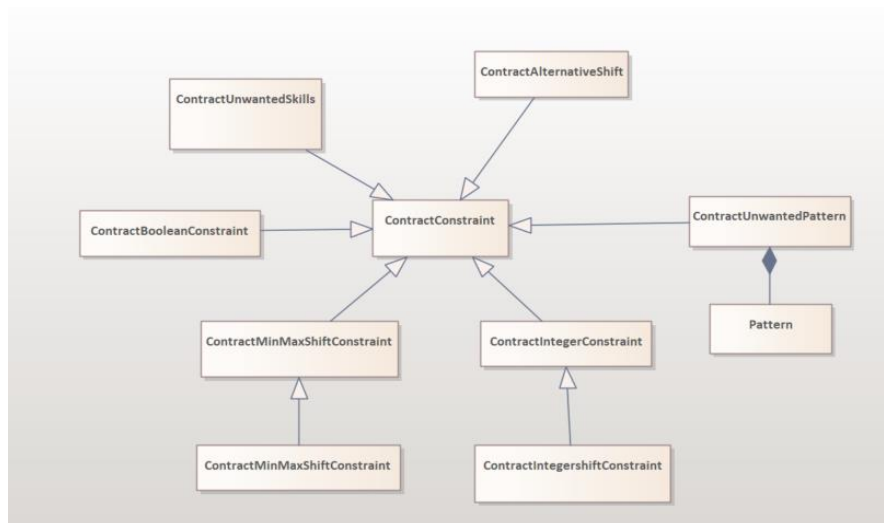 ContractAlternativeShift
ContractUnwantedSkills
ContractConstraint
ContractUnwantedPattern
ContractBooleanConstraint
ContractMinMaxShiftConstraint
ContractIntegerConstraint
Pattern
ContractMinMaxShiftConstraint
ContractIntegershiftConstraint